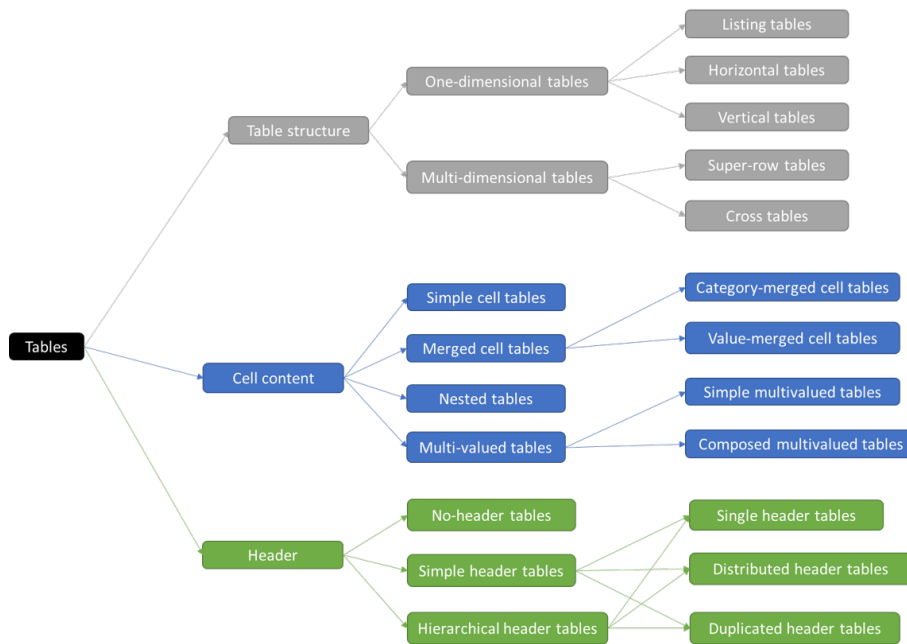 Listing tables
One-dimensional tables
Horizontal tables
Vertical tables
Table structure
Super-row tables
Multi-dimensional tables
Cross tables
Simple cell tables
Category-merged cell tables
Merged cell tables
Value-merged cell tables
Tables
Cell content
Nested tables
Simple multivalued tables
Multi-valued tables
Composed multivalued tables
No-header tables
Single header tables
Header
Simple header tables
Distributed header tables
Hierarchical header tables
Duplicated header tables